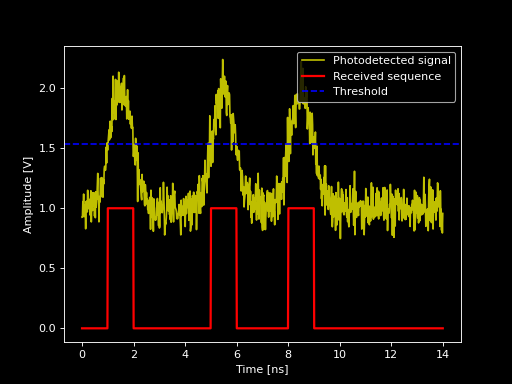 Photodetected signal
Received sequence
Threshold
2.0
1.5
1.0
0.5
0.0
Amplitude [V]
0 2 4 6 8 10 12 14
Time [ns]